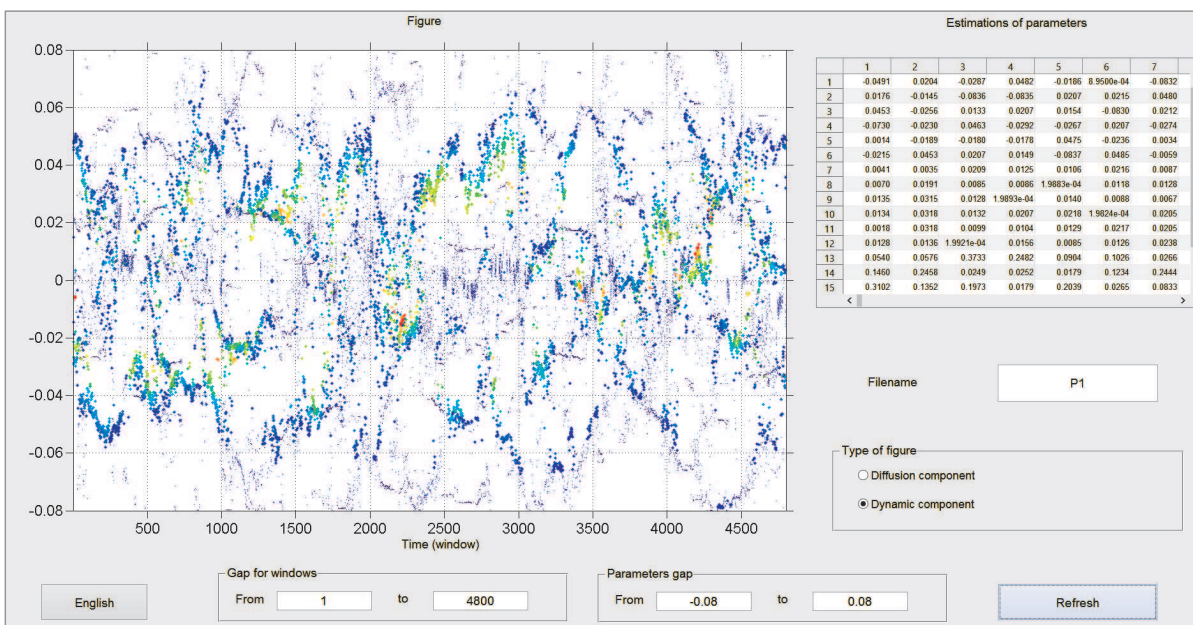 Figure
0.08
0.06
0.04
0.02
0
-0.02
-0.04
-0.06
-0.08
500 1000 1500 2000 2500 3000 3500 4000 4500
Time (window)
Estimations of parameters
1 2 3 4 5 6 7
1 -0.0491 0.0204 -0.0287 0.0482 -0.0186 8.9500e-04 -0.0832
2 0.0176 -0.0145 -0.0836 -0.0835 0.0207 0.0215 0.0480
3 0.0453 -0.0256 0.0133 0.0207 0.0154 -0.0830 0.0212
4 -0.0730 -0.0230 0.0463 -0.0292 -0.0267 0.0207 -0.0274
5 0.0014 -0.0189 -0.0180 -0.0178 0.0475 -0.0236 0.0034
6 -0.0215 0.0453 0.0207 0.0149 -0.0837 0.0485 -0.0059
7 0.0041 0.0035 0.0209 0.0125 0.0106 0.0216 0.0087
8 0.0070 0.0191 0.0085 0.0086 1.9883e-04 0.0118 0.0128
9 0.0135 0.0315 0.0128 1.9893e-04 0.0140 0.0088 0.0067
10 0.0134 0.0318 0.0132 0.0207 0.0218 1.9824e-04 0.0205
11 0.0018 0.0318 0.0099 0.0104 0.0129 0.0217 0.0205
12 0.0128 0.0136 1.9921e-04 0.0156 0.0085 0.0126 0.0238
13 0.0540 0.0576 0.3733 0.2482 0.0904 0.1026 0.0266
14 0.1460 0.2458 0.0249 0.0252 0.0179 0.1234 0.2444
15 0.3102 0.1352 0.1973 0.0179 0.2039 0.0265 0.0833
Filename P1
Type of figure
Diffusion component
Dynamic component
English
Gap for windows
From 1 to 4800
Parameters gap
From -0.08 to 0.08
Refresh